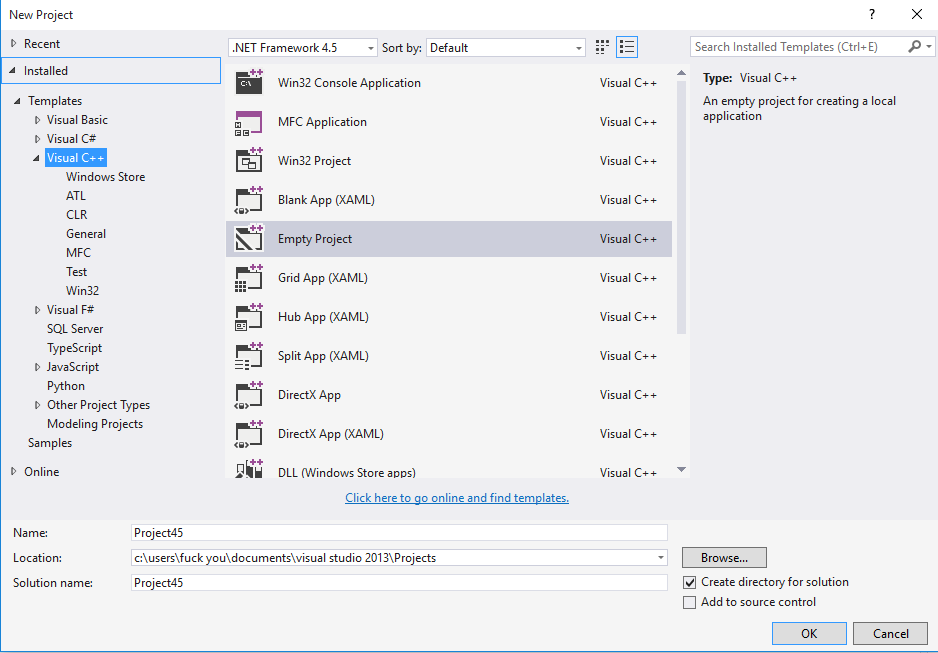 New Project
Recent
.NET Framework 4.5
Sort by:
Default
Search Installed Templates (Ctrl+E)
Installed
Templates
Visual Basic
Visual C#
Visual C++
Windows Store
ATL
CLR
General
MFC
Test
Win32
Visual F#
SQL Server
TypeScript
JavaScript
Python
Other Project Types
Modeling Projects
Samples
Online
Win32 Console Application Visual C++
MFC Application Visual C++
Win32 Project Visual C++
Blank App (XAML) Visual C++
Empty Project Visual C++
Grid App (XAML) Visual C++
Hub App (XAML) Visual C++
Split App (XAML) Visual C++
DirectX App Visual C++
DirectX App (XAML) Visual C++
DLL (Windows Store apps) Visual C++
Click here to go online and find templates.
Type: Visual C++
An empty project for creating a local
application
Name: Project45
Location: c:\users\fuck you\documents\visual studio 2013\Projects
Browse...
Solution name: Project45
Create directory for solution
Add to source control
OK
Cancel